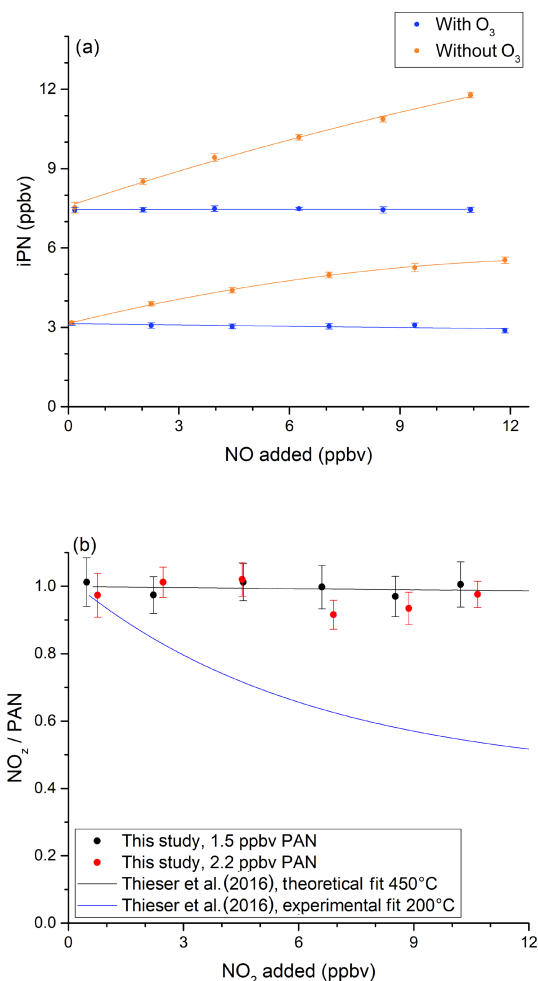 (a)
With O₃
Without O₃
12
9
6
3
0
iPN (ppbv)
0 3 6 9 12
NO added (ppbv)
(b)
1.0
0.8
0.6
0.4
0.2
0.0
NO_z / PAN
This study, 1.5 ppbv PAN
This study, 2.2 ppbv PAN
Thieser et al.(2016), theoretical fit 450°C
Thieser et al.(2016), experimental fit 200°C
0 3 6 9 12
NO₂ added (ppbv)